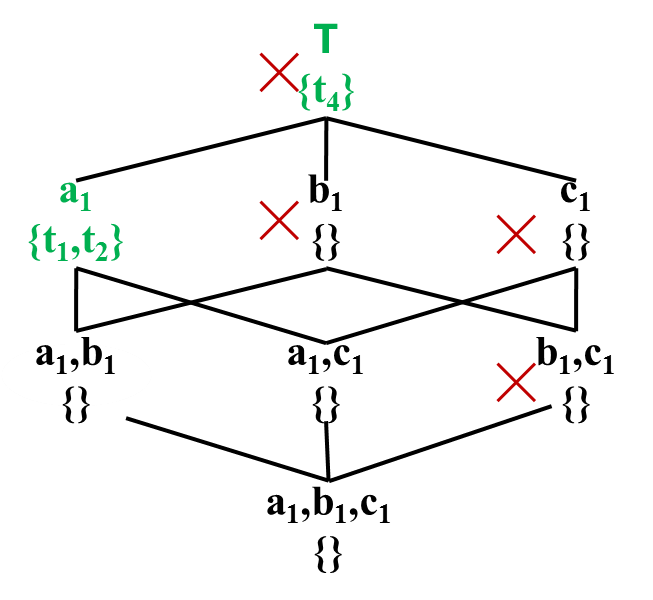 T
{t₄}
a₁ b₁ c₁
{t₁,t₂} {} {}
a₁,b₁ a₁,c₁ b₁,c₁
{} {} {}
a₁,b₁,c₁
{}